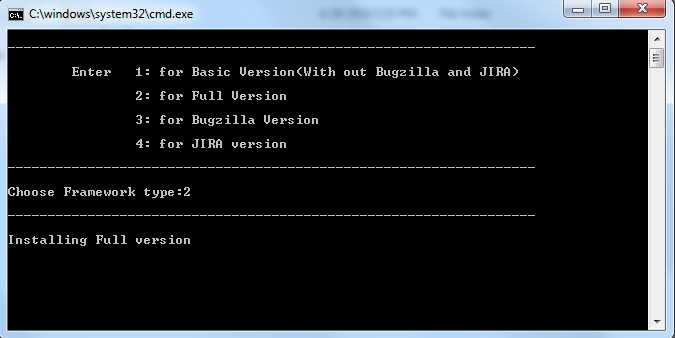 C:\windows\system32\cmd.exe
------------------------------------------------------------------
Enter 1: for Basic Version(With out Bugzilla and JIRA)
2: for Full Version
3: for Bugzilla Version
4: for JIRA version
------------------------------------------------------------------
Choose Framework type:2
------------------------------------------------------------------
Installing Full version